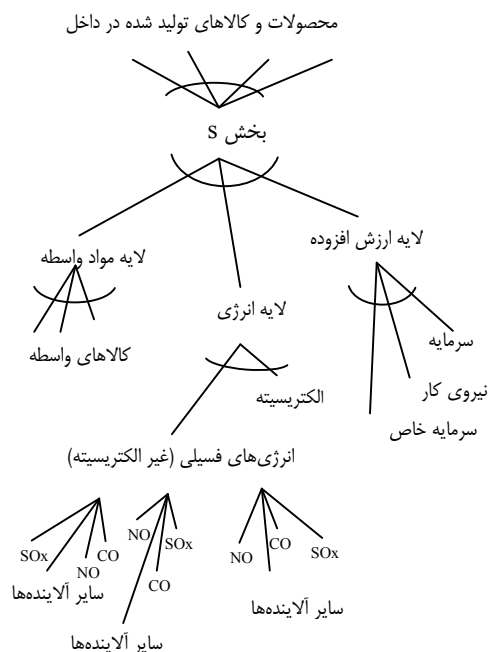 محصولات و کالاهای تولید شده در داخل
بخش S
لایه ارزش افزوده
لایه مواد واسطه
لایه انرژی
سرمایه
کالاهای واسطه
نیروی کار
الکتریسیته
سرمایه خاص
انرژی‌های فسیلی (غیر الکتریسیته)
NO
SOx
CO
SOx
NO
CO
NO
CO
SOx
سایر آلاینده‌ها
سایر آلاینده‌ها
سایر آلاینده‌ها